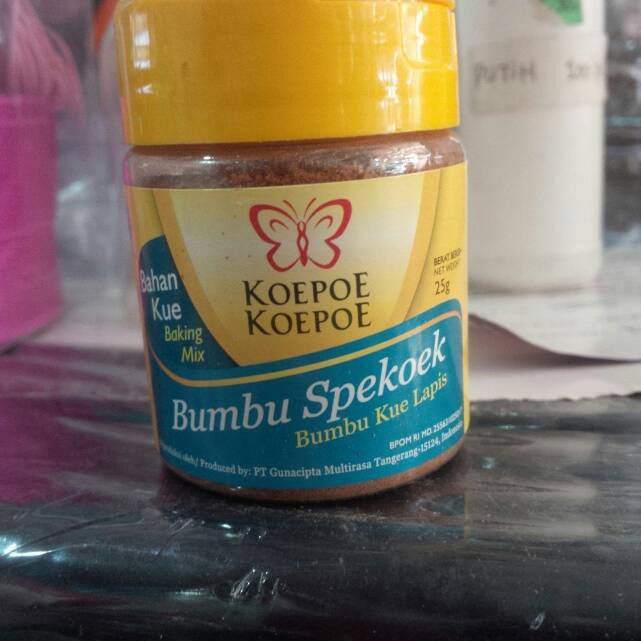 KOEPOE
KOEPOE
BERAT BERSIH
NET WEIGHT
25g
Bahan
Kue
Baking
Mix
Bumbu Spekoek
Bumbu Kue Lapis
BPOM RI MD.
oleh/ Produced by: PT Gunacipta Multirasa Tangerang-15124, Indonesia
PUTIH